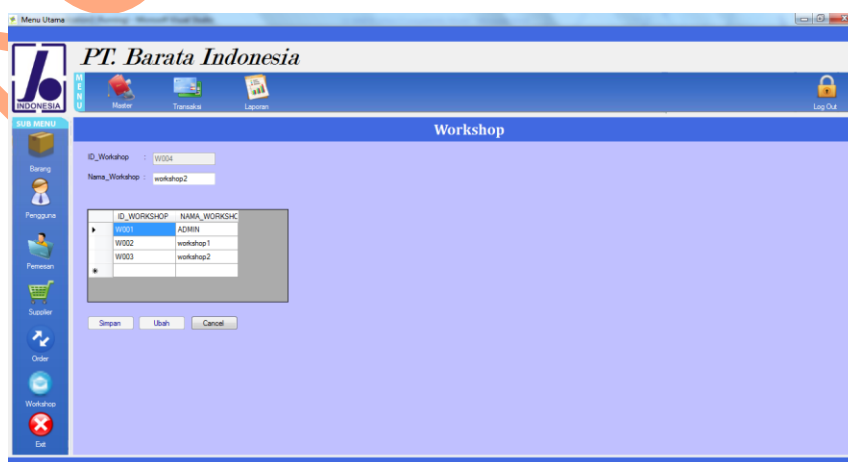 Menu Utama
PT. Barata Indonesia
INDONESIA
MENU
Master
Transaksi
Laporan
Log Out
SUB MENU
Workshop
Barang
Pengguna
Pemesan
Supplier
Order
Workshop
Exit
ID_Workshop : W004
Nama_Workshop : workshop2
ID_WORKSHOP NAMA_WORKSHC
W001 ADMIN
W002 workshop1
W003 workshop2
Simpan Ubah Cancel